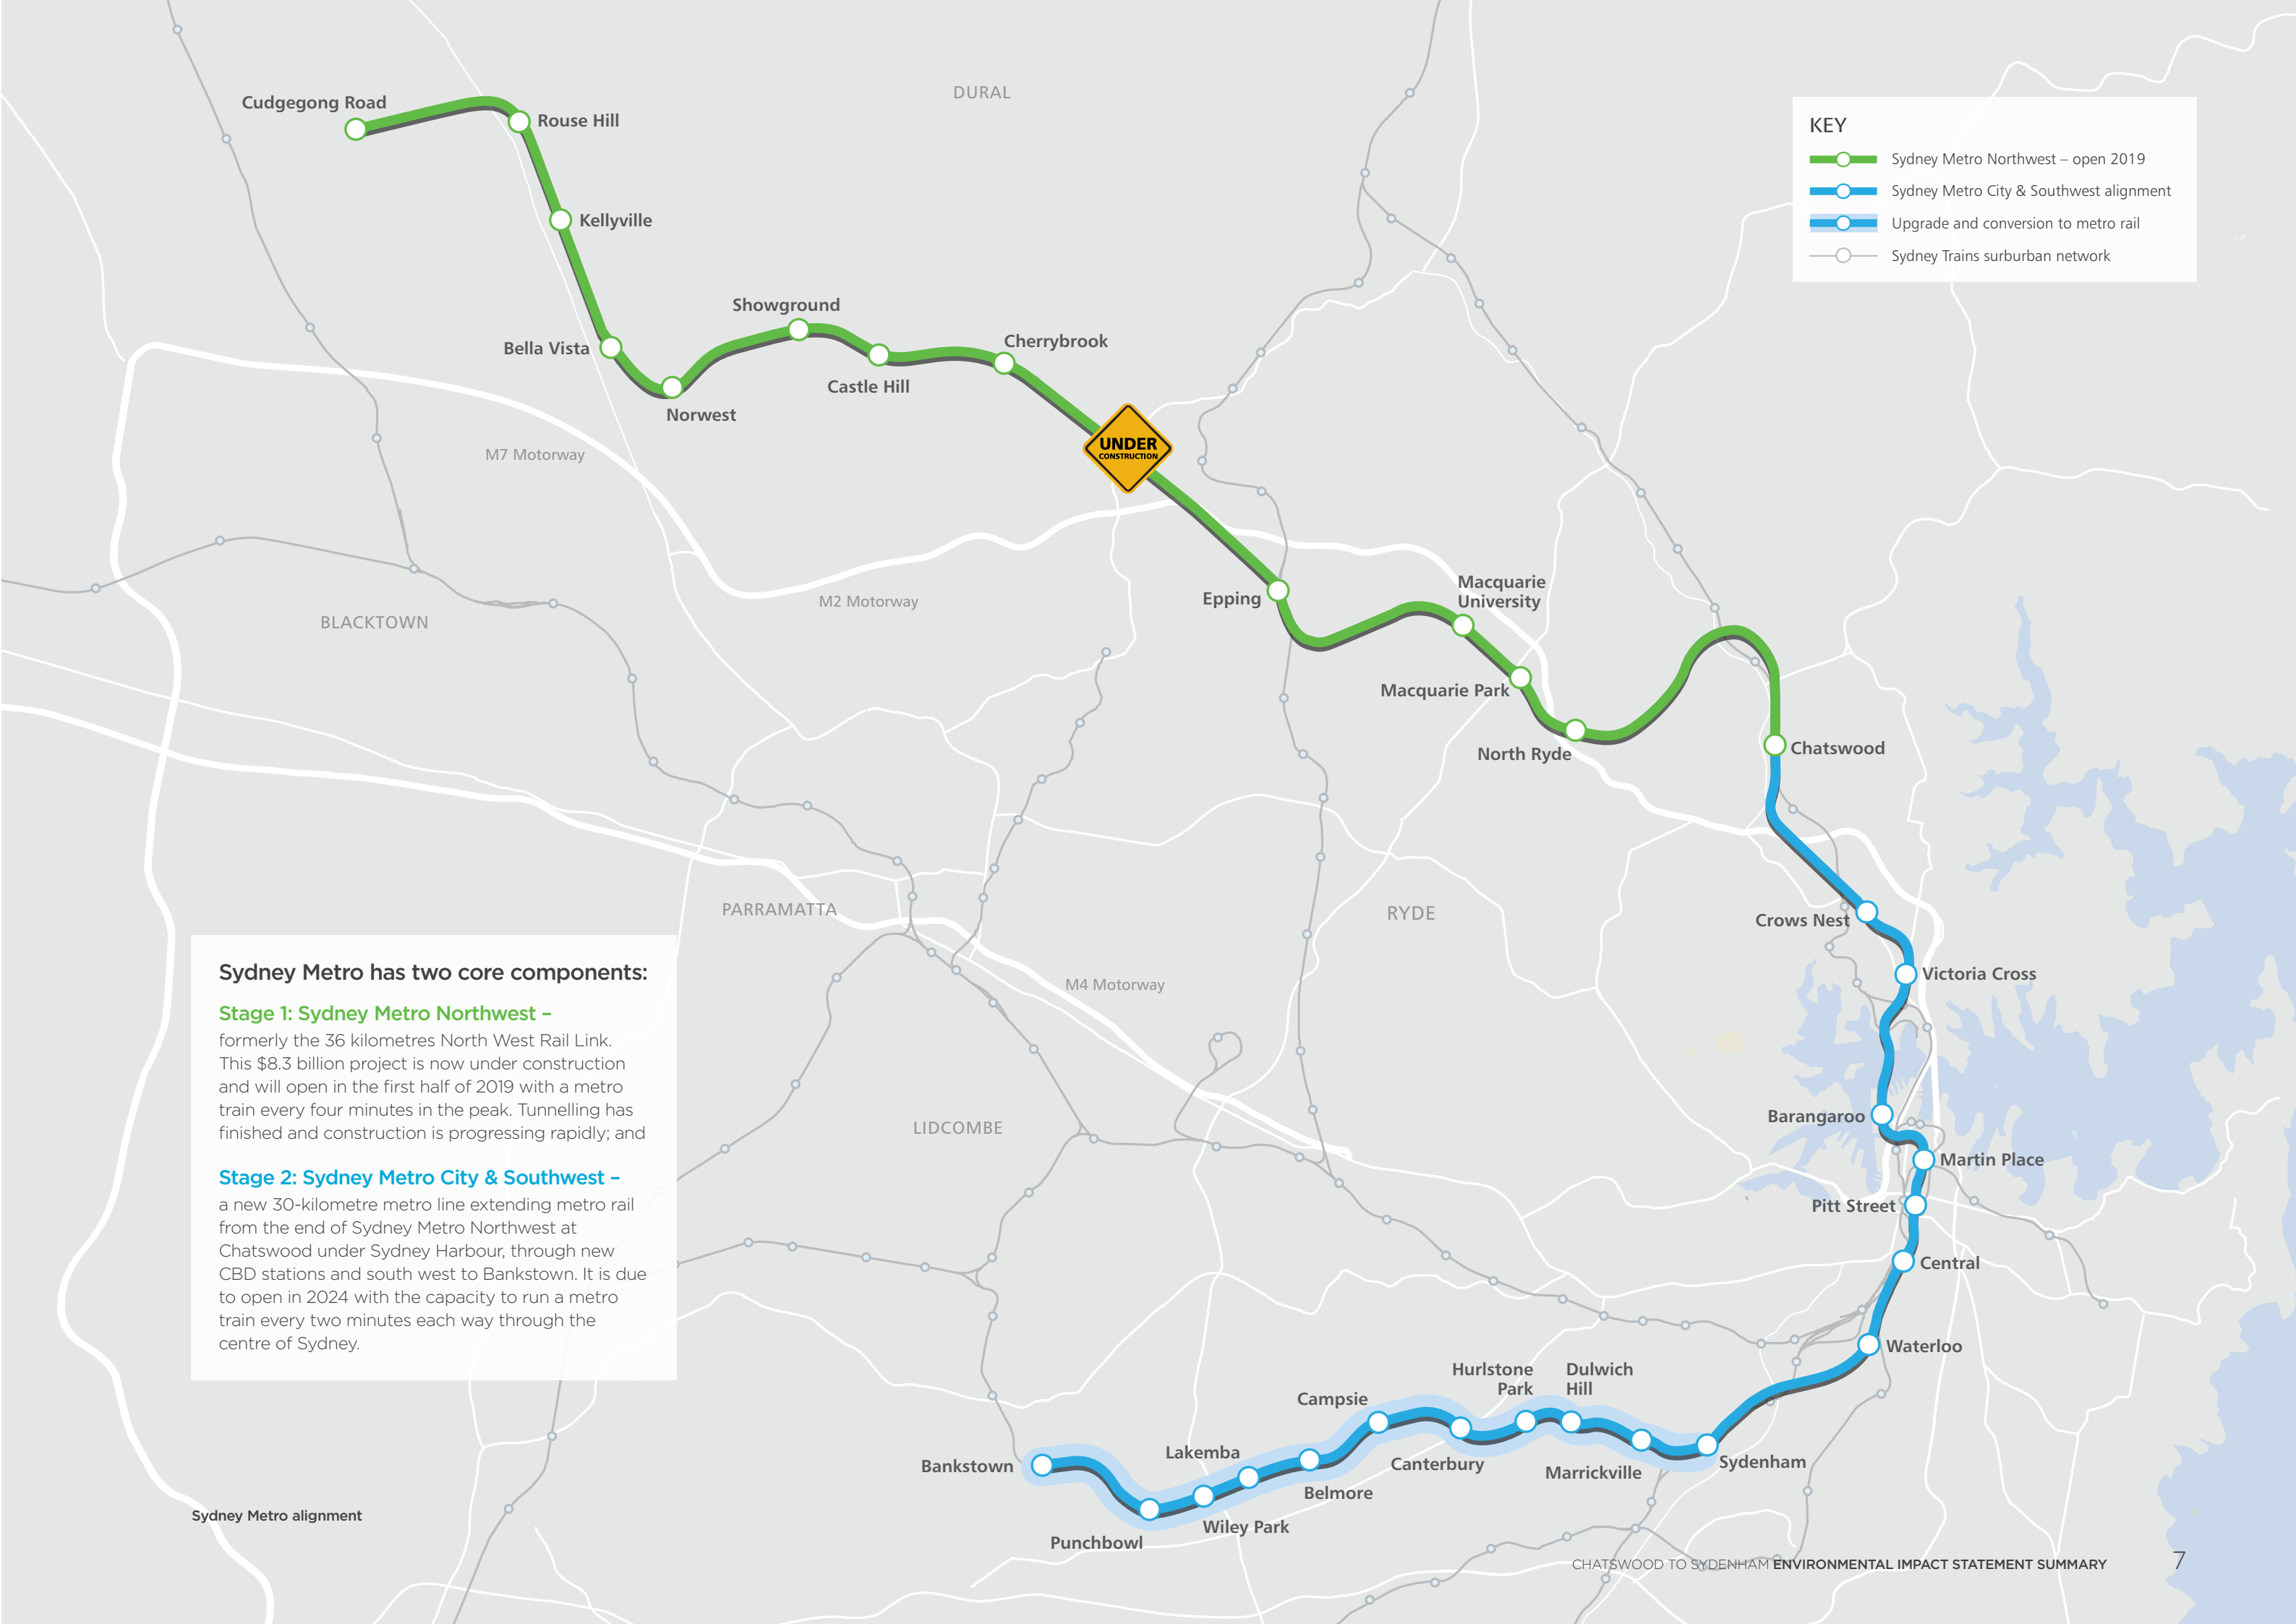 Cudgegong Road
Rouse Hill
Kellyville
Bella Vista
Norwest
Showground
Castle Hill
Cherrybrook
DURAL
UNDER
CONSTRUCTION
M7 Motorway
M2 Motorway
BLACKTOWN
Epping
Macquarie
University
Macquarie Park
North Ryde
Chatswood
KEY
Sydney Metro Northwest – open 2019
Sydney Metro City & Southwest alignment
Upgrade and conversion to metro rail
Sydney Trains surburban network
PARRAMATTA
RYDE
M4 Motorway
LIDCOMBE
Crows Nest
Victoria Cross
Barangaroo
Martin Place
Pitt Street
Central
Waterloo
Sydenham
Marrickville
Dulwich
Hill
Hurlstone
Park
Canterbury
Campsie
Belmore
Lakemba
Wiley Park
Punchbowl
Bankstown
Sydney Metro has two core components:
Stage 1: Sydney Metro Northwest –
formerly the 36 kilometres North West Rail Link.
This $8.3 billion project is now under construction
and will open in the first half of 2019 with a metro
train every four minutes in the peak. Tunnelling has
finished and construction is progressing rapidly; and
Stage 2: Sydney Metro City & Southwest –
a new 30-kilometre metro line extending metro rail
from the end of Sydney Metro Northwest at
Chatswood under Sydney Harbour, through new
CBD stations and south west to Bankstown. It is due
to open in 2024 with the capacity to run a metro
train every two minutes each way through the
centre of Sydney.
Sydney Metro alignment
CHATSWOOD TO SYDENHAM ENVIRONMENTAL IMPACT STATEMENT SUMMARY
7